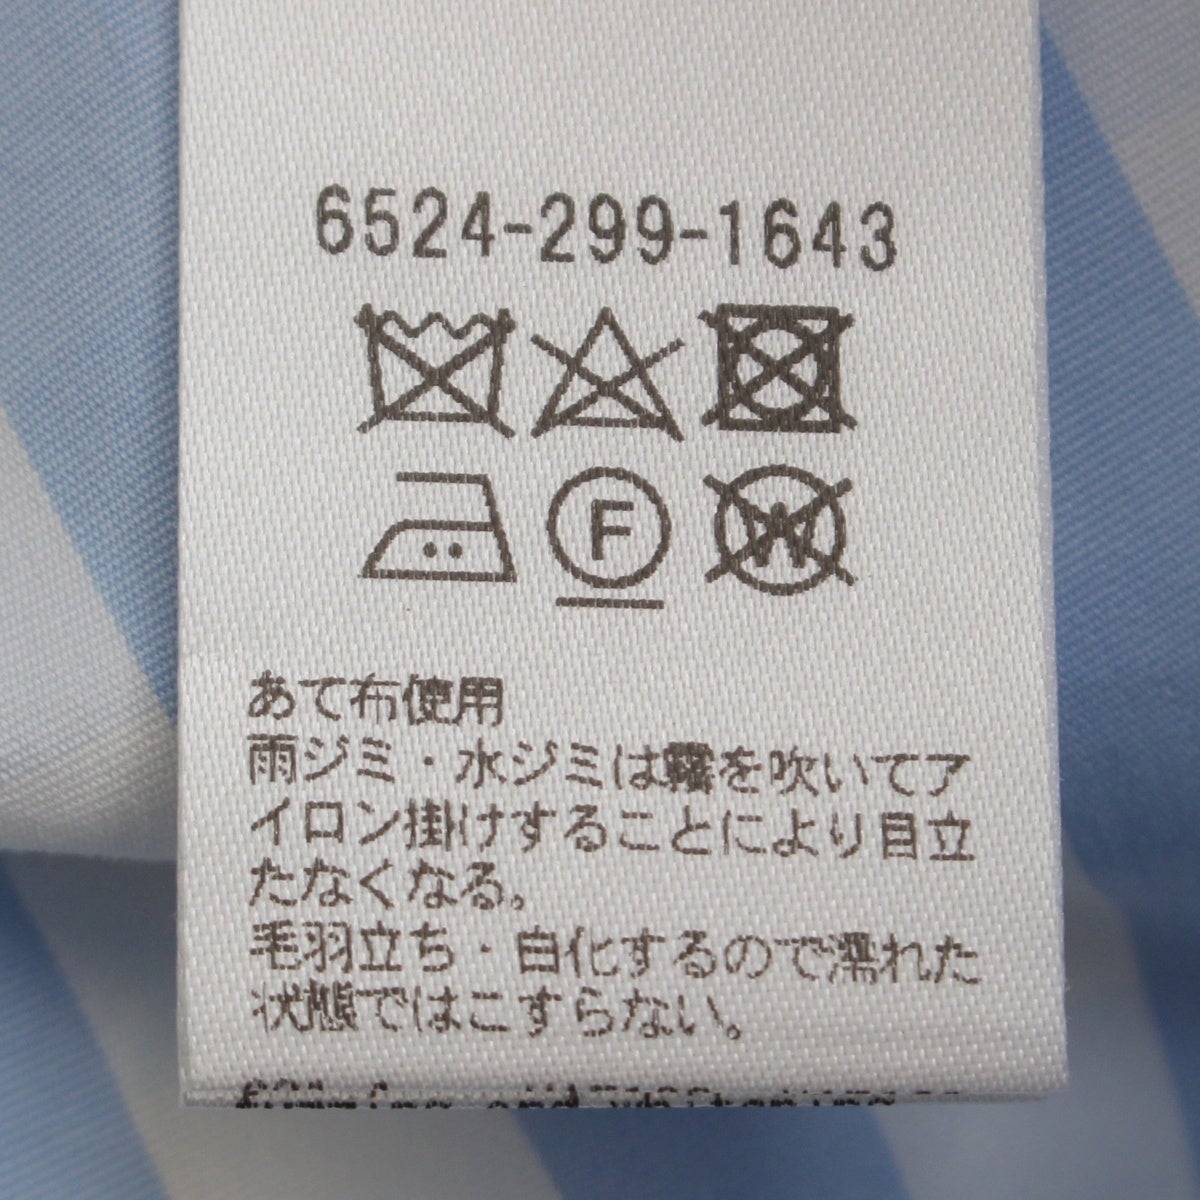 6524-299-1643
F
W
あて布使用
雨ジミ・水ジミは霧を吹いてア
イロン掛けすることにより目立
たなくなる。
毛羽立ち・白化するので濡れた
状態ではこすらない。